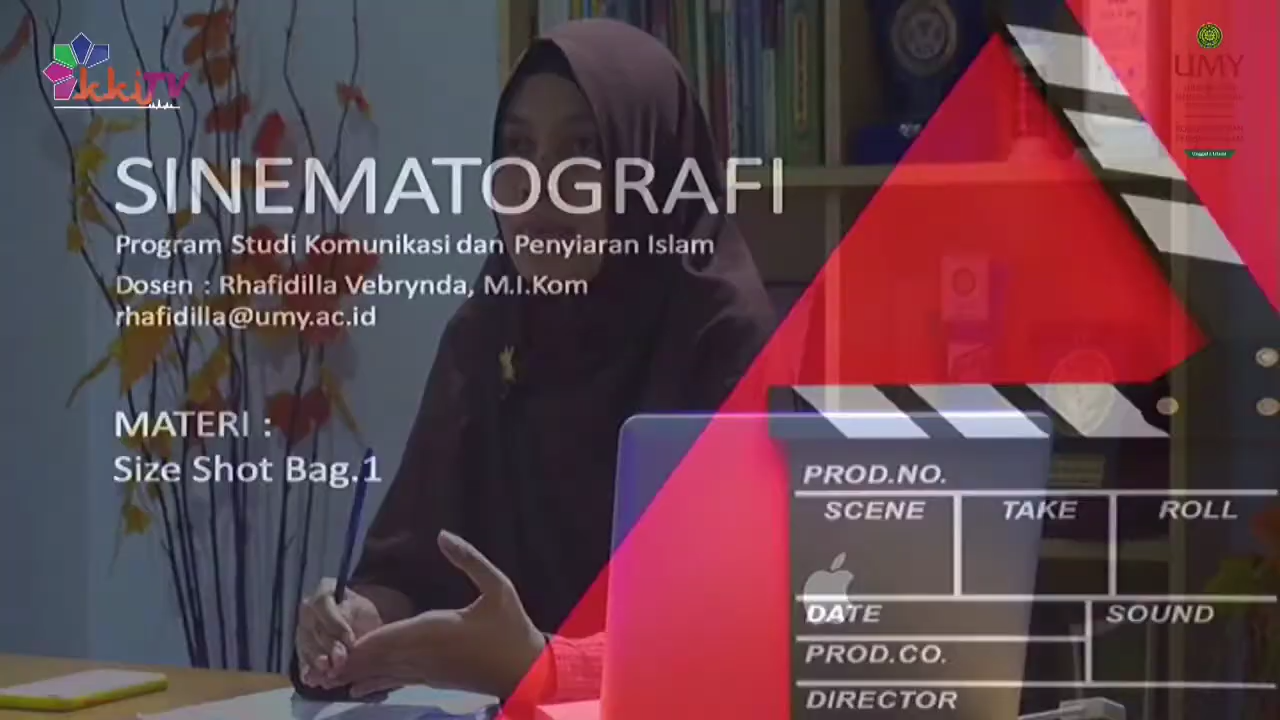 kkiTV
UMY
SINEMATOGRAFI
Program Studi Komunikasi dan Penyiaran Islam
Dosen : Rhafidilla Vebrynda, M.I.Kom
rhafidilla@umy.ac.id
MATERI :
Size Shot Bag.1
PROD.NO.
SCENE TAKE ROLL
DATE SOUND
PROD.CO.
DIRECTOR